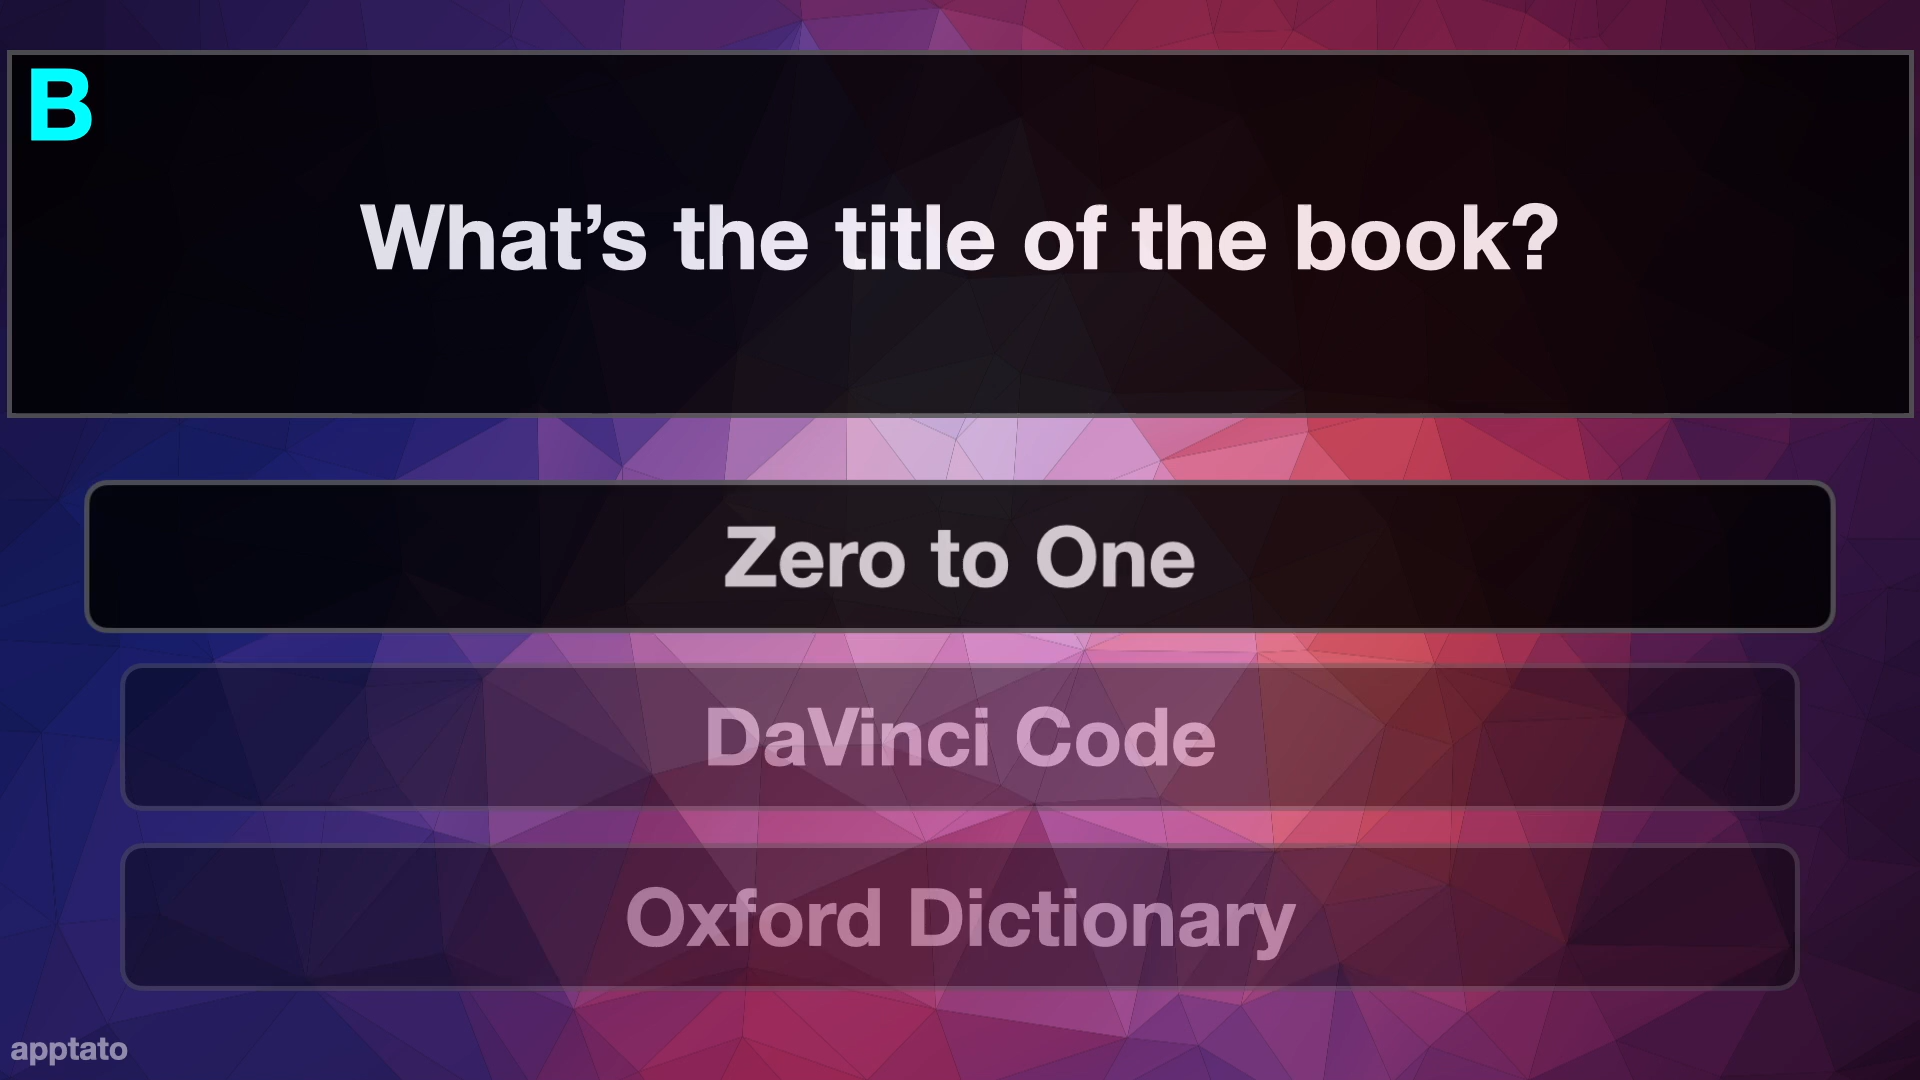 B
What’s the title of the book?
Zero to One
DaVinci Code
Oxford Dictionary
apptato